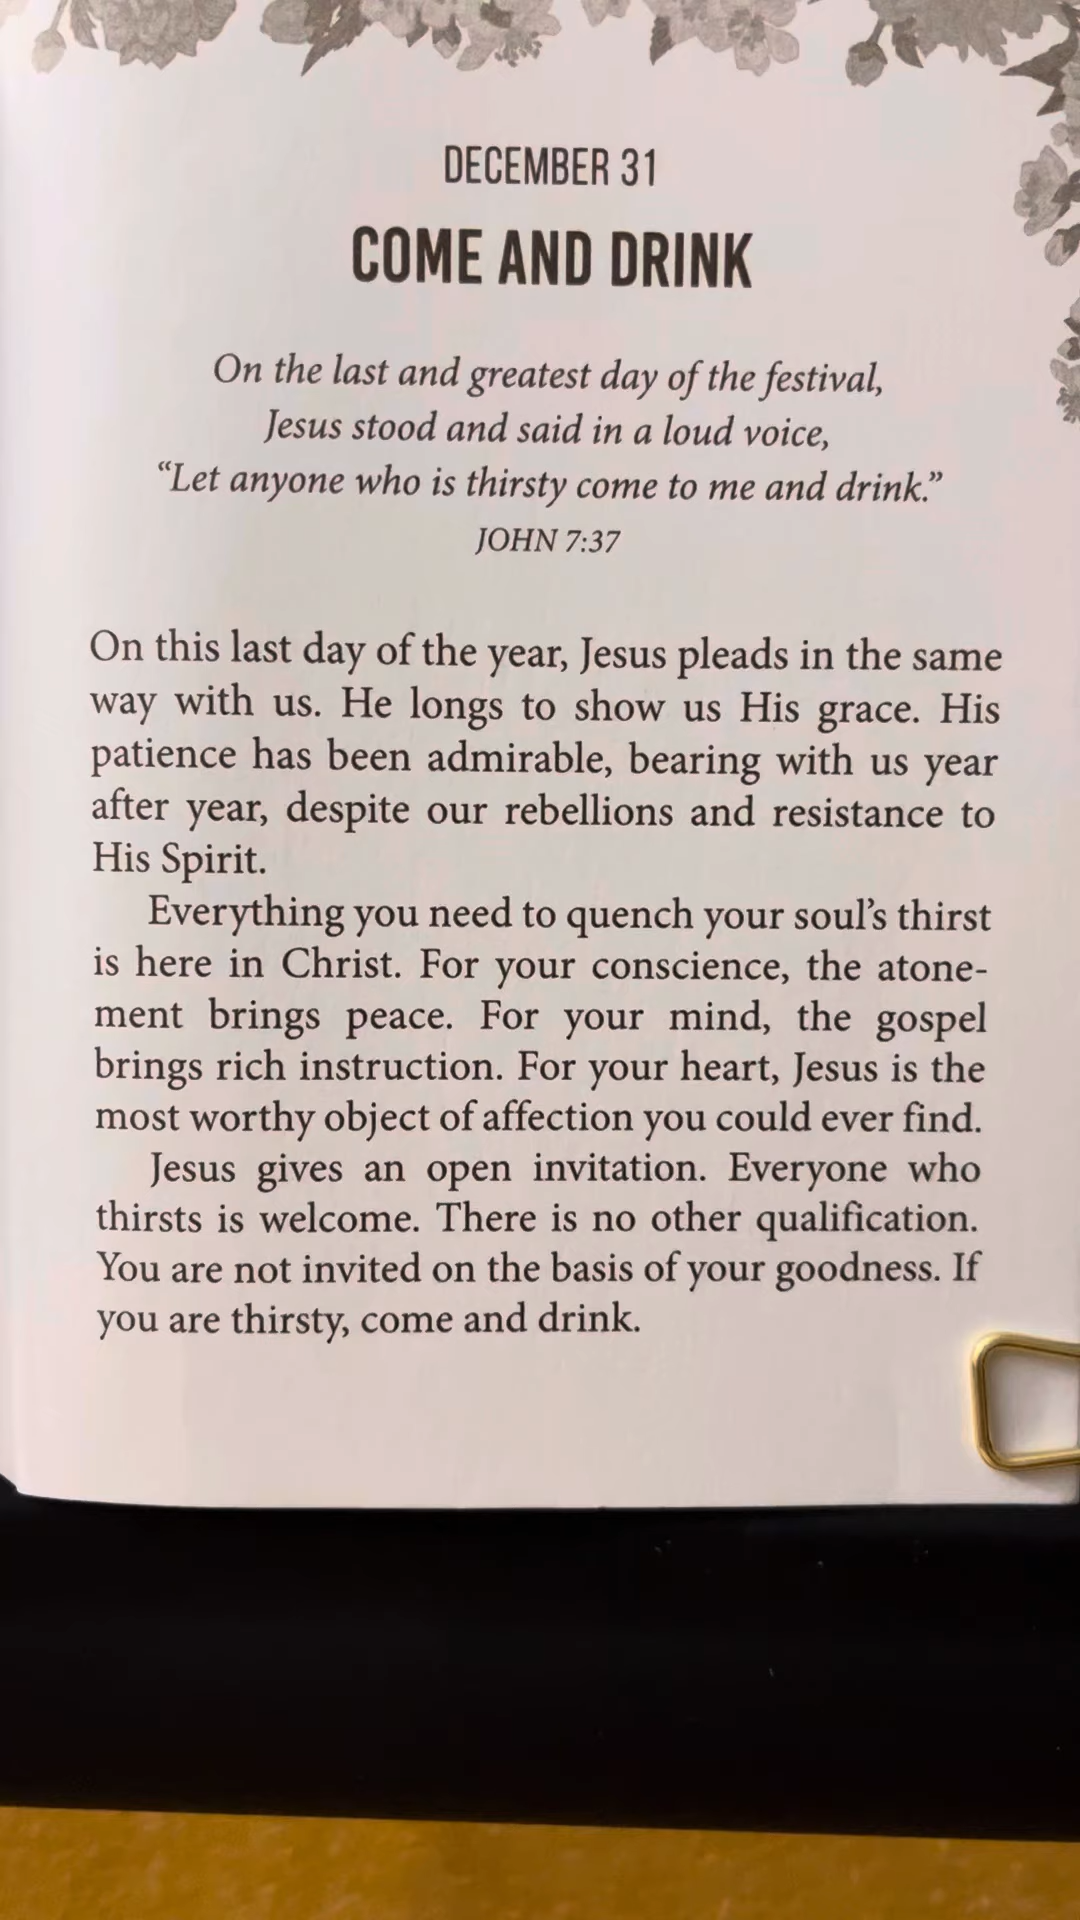 DECEMBER 31
COME AND DRINK
On the last and greatest day of the festival,
Jesus stood and said in a loud voice,
“Let anyone who is thirsty come to me and drink.”
JOHN 7:37
On this last day of the year, Jesus pleads in the same
way with us. He longs to show us His grace. His
patience has been admirable, bearing with us year
after year, despite our rebellions and resistance to
His Spirit.
Everything you need to quench your soul’s thirst
is here in Christ. For your conscience, the atone-
ment brings peace. For your mind, the gospel
brings rich instruction. For your heart, Jesus is the
most worthy object of affection you could ever find.
Jesus gives an open invitation. Everyone who
thirsts is welcome. There is no other qualification.
You are not invited on the basis of your goodness. If
you are thirsty, come and drink.